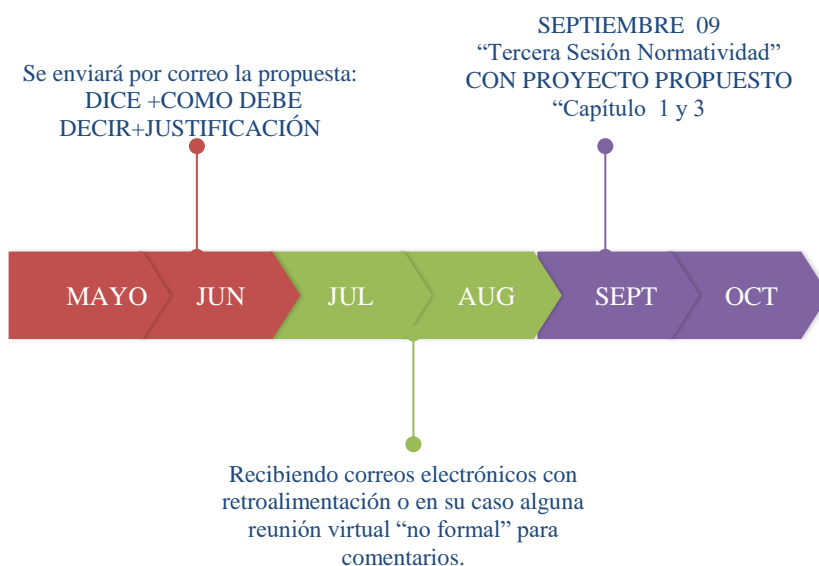 SEPTIEMBRE 09
“Tercera Sesión Normatividad”
CON PROYECTO PROPUESTO
“Capítulo 1 y 3
Se enviará por correo la propuesta:
DICE +COMO DEBE
DECIR+JUSTIFICACIÓN
MAYO
JUN
JUL
AUG
SEPT
OCT
Recibiendo correos electrónicos con
retroalimentación o en su caso alguna
reunión virtual “no formal” para
comentarios.